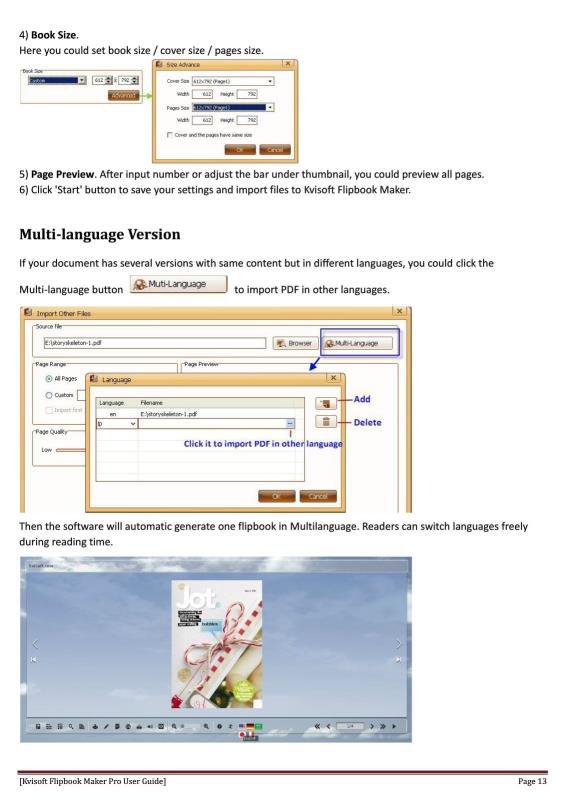 4) Book Size.
Here you could set book size / cover size / pages size.
Book Size
Custom 612 X 792
Advanced
Size Advance
Cover Size 612x792 (Page1)
Width 612 Height 792
Pages Size 612x792 (Page1)
Width 612 Height 792
Cover and the pages have same size
OK Cancel
5) Page Preview. After input number or adjust the bar under thumbnail, you could preview all pages.
6) Click 'Start' button to save your settings and import files to Kvisoft Flipbook Maker.
Multi-language Version
If your document has several versions with same content but in different languages, you could click the
Multi-language button Muti-Language to import PDF in other languages.
Import Other Files
Source file
E:\storyskeleton-1.pdf Browser Multi-Language
Page Range Page Preview
All Pages
Custom
Import first
Page Quality
Low
Language
Language Filename
en E:\storyskeleton-1.pdf
jp
Add
Delete
Click it to import PDF in other language
OK Cancel
Then the software will automatic generate one flipbook in Multilanguage. Readers can switch languages freely
during reading time.
Jot.
bubbles
1/4
[Kvisoft Flipbook Maker Pro User Guide] Page 13